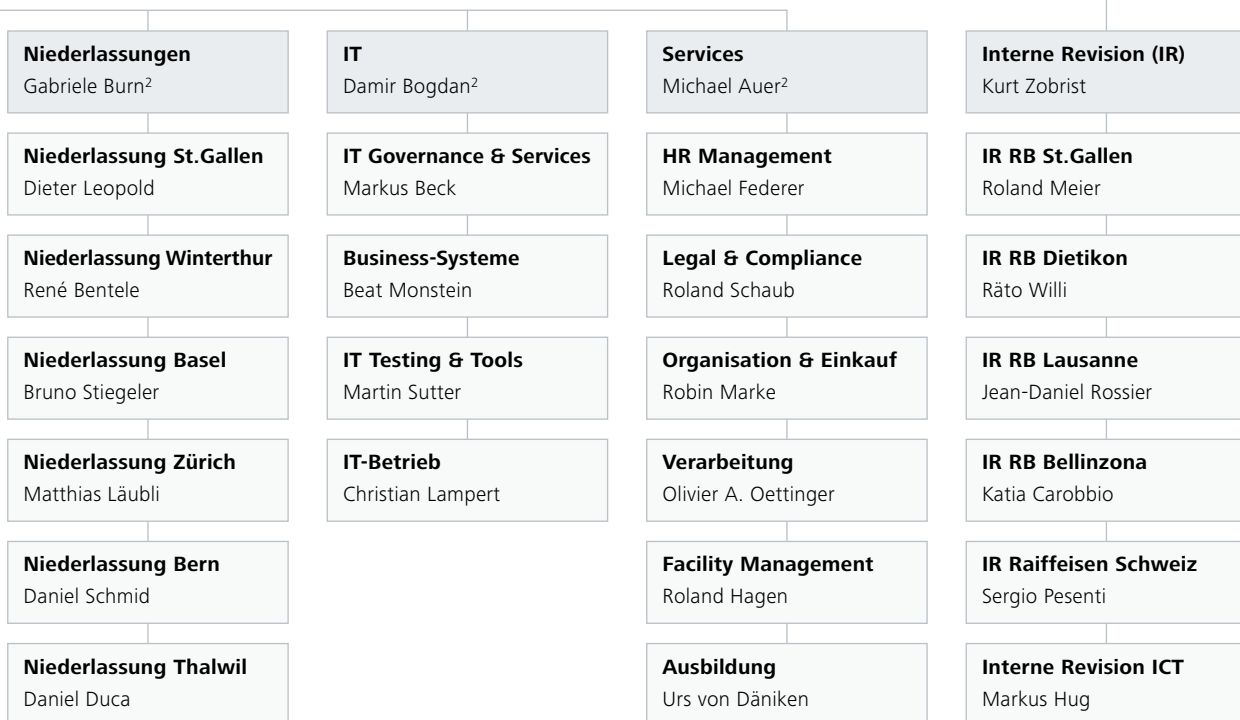 Niederlassungen
Gabriele Burn²
Niederlassung St.Gallen
Dieter Leopold
Niederlassung Winterthur
René Bentele
Niederlassung Basel
Bruno Stiegeler
Niederlassung Zürich
Matthias Läubli
Niederlassung Bern
Daniel Schmid
Niederlassung Thalwil
Daniel Duca
IT
Damir Bogdan²
IT Governance & Services
Markus Beck
Business-Systeme
Beat Monstein
IT Testing & Tools
Martin Sutter
IT-Betrieb
Christian Lampert
Services
Michael Auer²
HR Management
Michael Federer
Legal & Compliance
Roland Schaub
Organisation & Einkauf
Robin Marke
Verarbeitung
Olivier A. Oettinger
Facility Management
Roland Hagen
Ausbildung
Urs von Däniken
Interne Revision (IR)
Kurt Zobrist
IR RB St.Gallen
Roland Meier
IR RB Dietikon
Räto Willi
IR RB Lausanne
Jean-Daniel Rossier
IR RB Bellinzona
Katia Carobbio
IR Raiffeisen Schweiz
Sergio Pesenti
Interne Revision ICT
Markus Hug